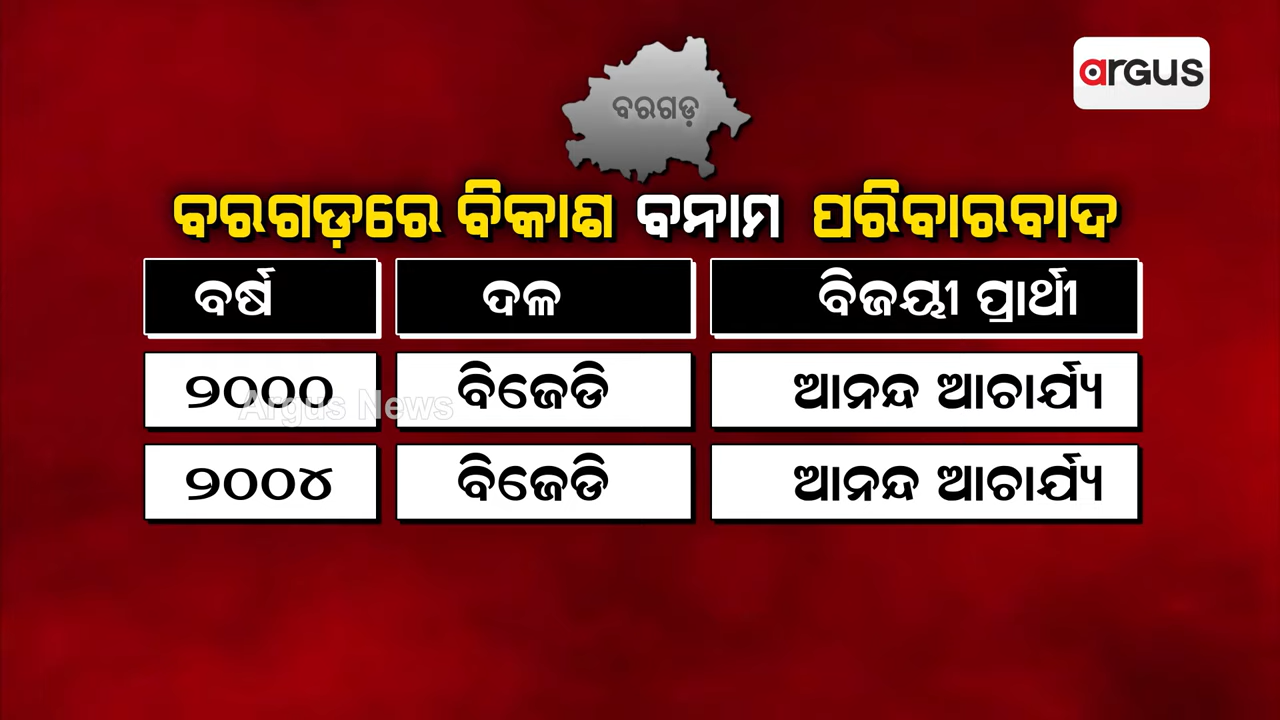 ବରଗଡ଼
argus
ବରଗଡ଼ରେ ବିକାଶ ବନାମ ପରିବାରବାଦ
ବର୍ଷ ଦଳ ବିଜୟୀ ପ୍ରାର୍ଥୀ
୨୦୦୦ ବିଜେଡି ଆନନ୍ଦ ଆଚାର୍ଯ୍ୟ
Argus News
୨୦୦୪ ବିଜେଡି ଆନନ୍ଦ ଆଚାର୍ଯ୍ୟ